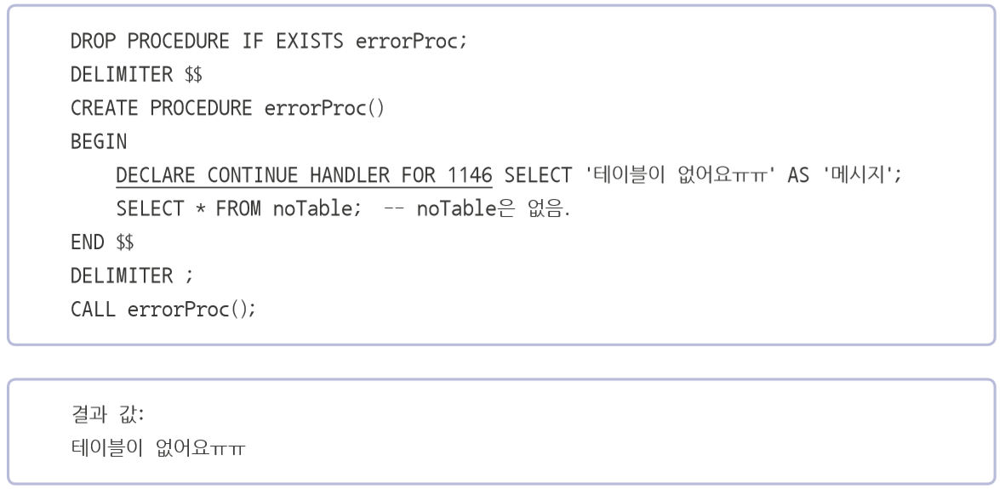 DROP PROCEDURE IF EXISTS errorProc;
DELIMITER $$
CREATE PROCEDURE errorProc()
BEGIN
DECLARE CONTINUE HANDLER FOR 1146 SELECT '테이블이 없어요ㅠㅠ' AS '메시지';
SELECT * FROM noTable; -- noTable은 없음.
END $$
DELIMITER ;
CALL errorProc();
결과 값:
테이블이 없어요ㅠㅠ